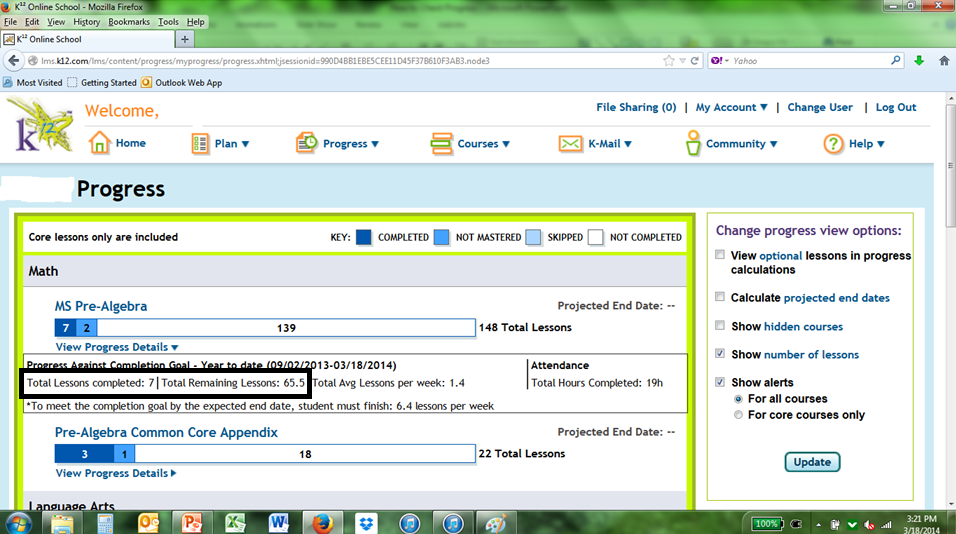 K12 Online School - Mozilla Firefox
File Edit View History Bookmarks Tools Help
K12 Online School
lms.k12.com/lms/content/progress/myprogress/progress.xhtml;jsessionid=990D4BB1EBE5CEE11D45F37B610F3AB3.node3
Yahoo
Most Visited Getting Started Outlook Web App
k12
Welcome,
File Sharing (0) | My Account | Change User | Log Out
Home Plan Progress Courses K-Mail Community Help
Progress
Core lessons only are included KEY: COMPLETED NOT MASTERED SKIPPED NOT COMPLETED
Math
MS Pre-Algebra Projected End Date: --
7 2 139 148 Total Lessons
View Progress Details
Progress Against Completion Goal - Year to date (09/02/2013-03/18/2014) Attendance
Total Lessons completed: 7 | Total Remaining Lessons: 65.5 Total Avg Lessons per week: 1.4 Total Hours Completed: 19h
*To meet the completion goal by the expected end date, student must finish: 6.4 lessons per week
Pre-Algebra Common Core Appendix Projected End Date: --
3 1 18 22 Total Lessons
View Progress Details
Language Arts
Change progress view options:
View optional lessons in progress
calculations
Calculate projected end dates
Show hidden courses
Show number of lessons
Show alerts
For all courses
For core courses only
Update
100%
3:21 PM
3/18/2014